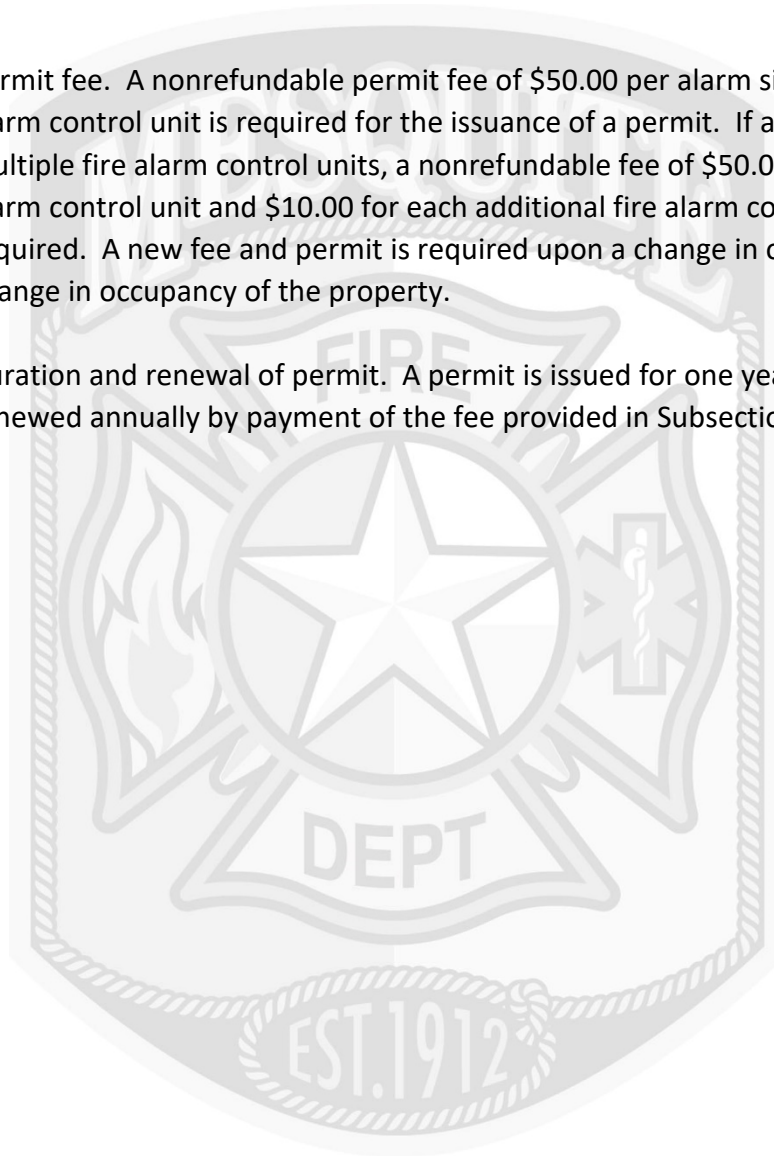 ermit fee. A nonrefundable permit fee of $50.00 per alarm si
arm control unit is required for the issuance of a permit. If a
ultiple fire alarm control units, a nonrefundable fee of $50.0
arm control unit and $10.00 for each additional fire alarm co
quired. A new fee and permit is required upon a change in o
ange in occupancy of the property.
uration and renewal of permit. A permit is issued for one yea
newed annually by payment of the fee provided in Subsectio
MESQUITE
FIRE
DEPT
EST.1912